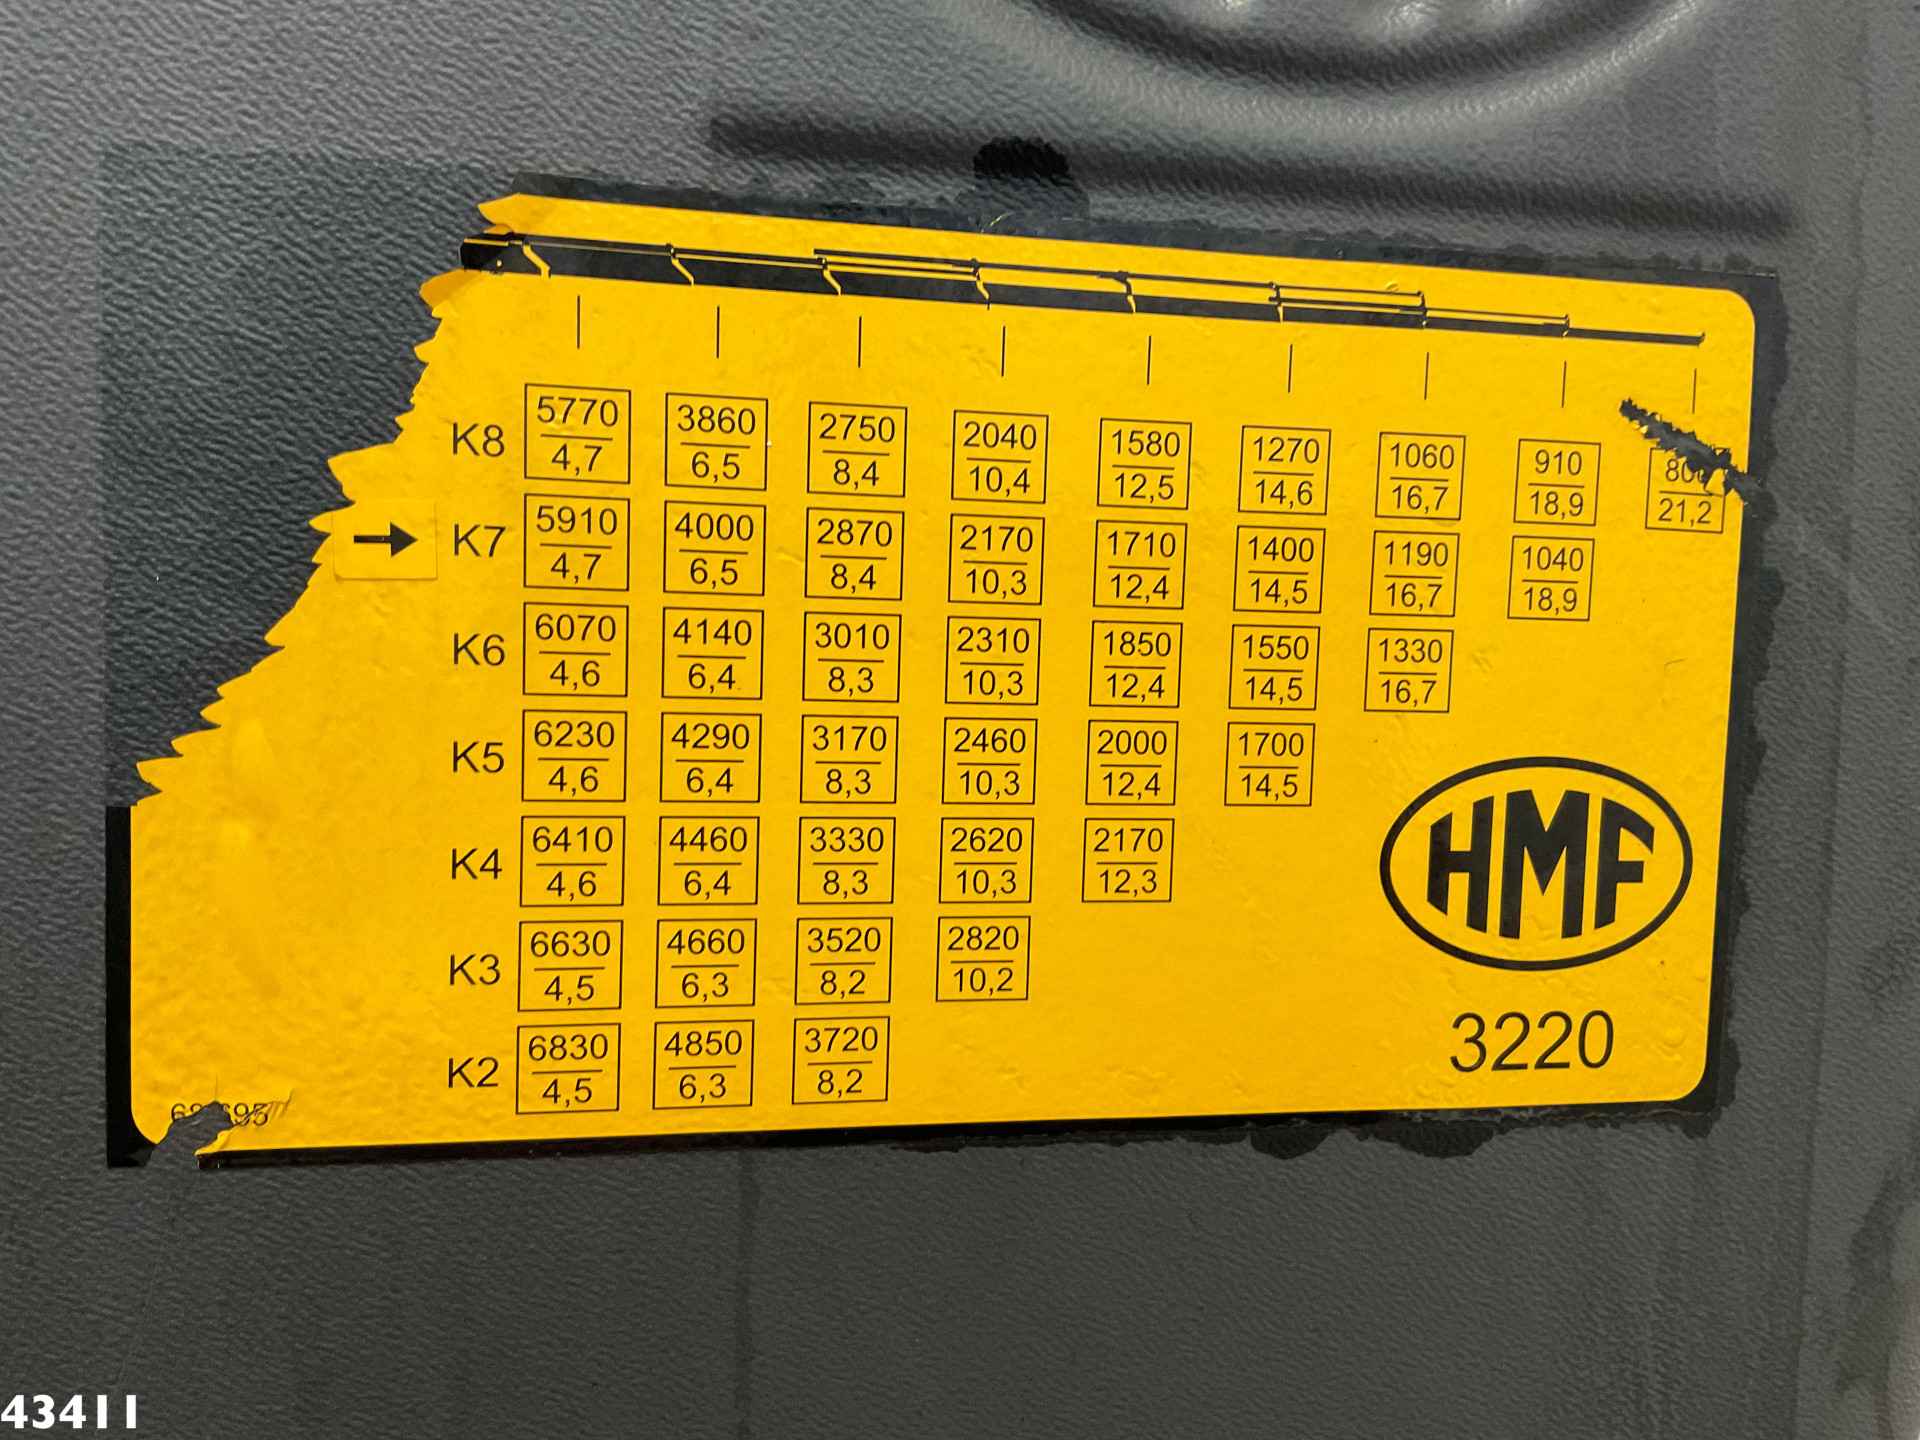 K8 5770 3860 2750 2040 1580 1270 1060 910
4,7 6,5 8,4 10,4 12,5 14,6 16,7 18,9 21,2
K7 5910 4000 2870 2170 1710 1400 1190 1040
4,7 6,5 8,4 10,3 12,4 14,5 16,7 18,9
K6 6070 4140 3010 2310 1850 1550 1330
4,6 6,4 8,3 10,3 12,4 14,5 16,7
K5 6230 4290 3170 2460 2000 1700
4,6 6,4 8,3 10,3 12,4 14,5
K4 6410 4460 3330 2620 2170
4,6 6,4 8,3 10,3 12,3
K3 6630 4660 3520 2820
4,5 6,3 8,2 10,2
K2 6830 4850 3720
4,5 6,3 8,2
HMF
3220
43411